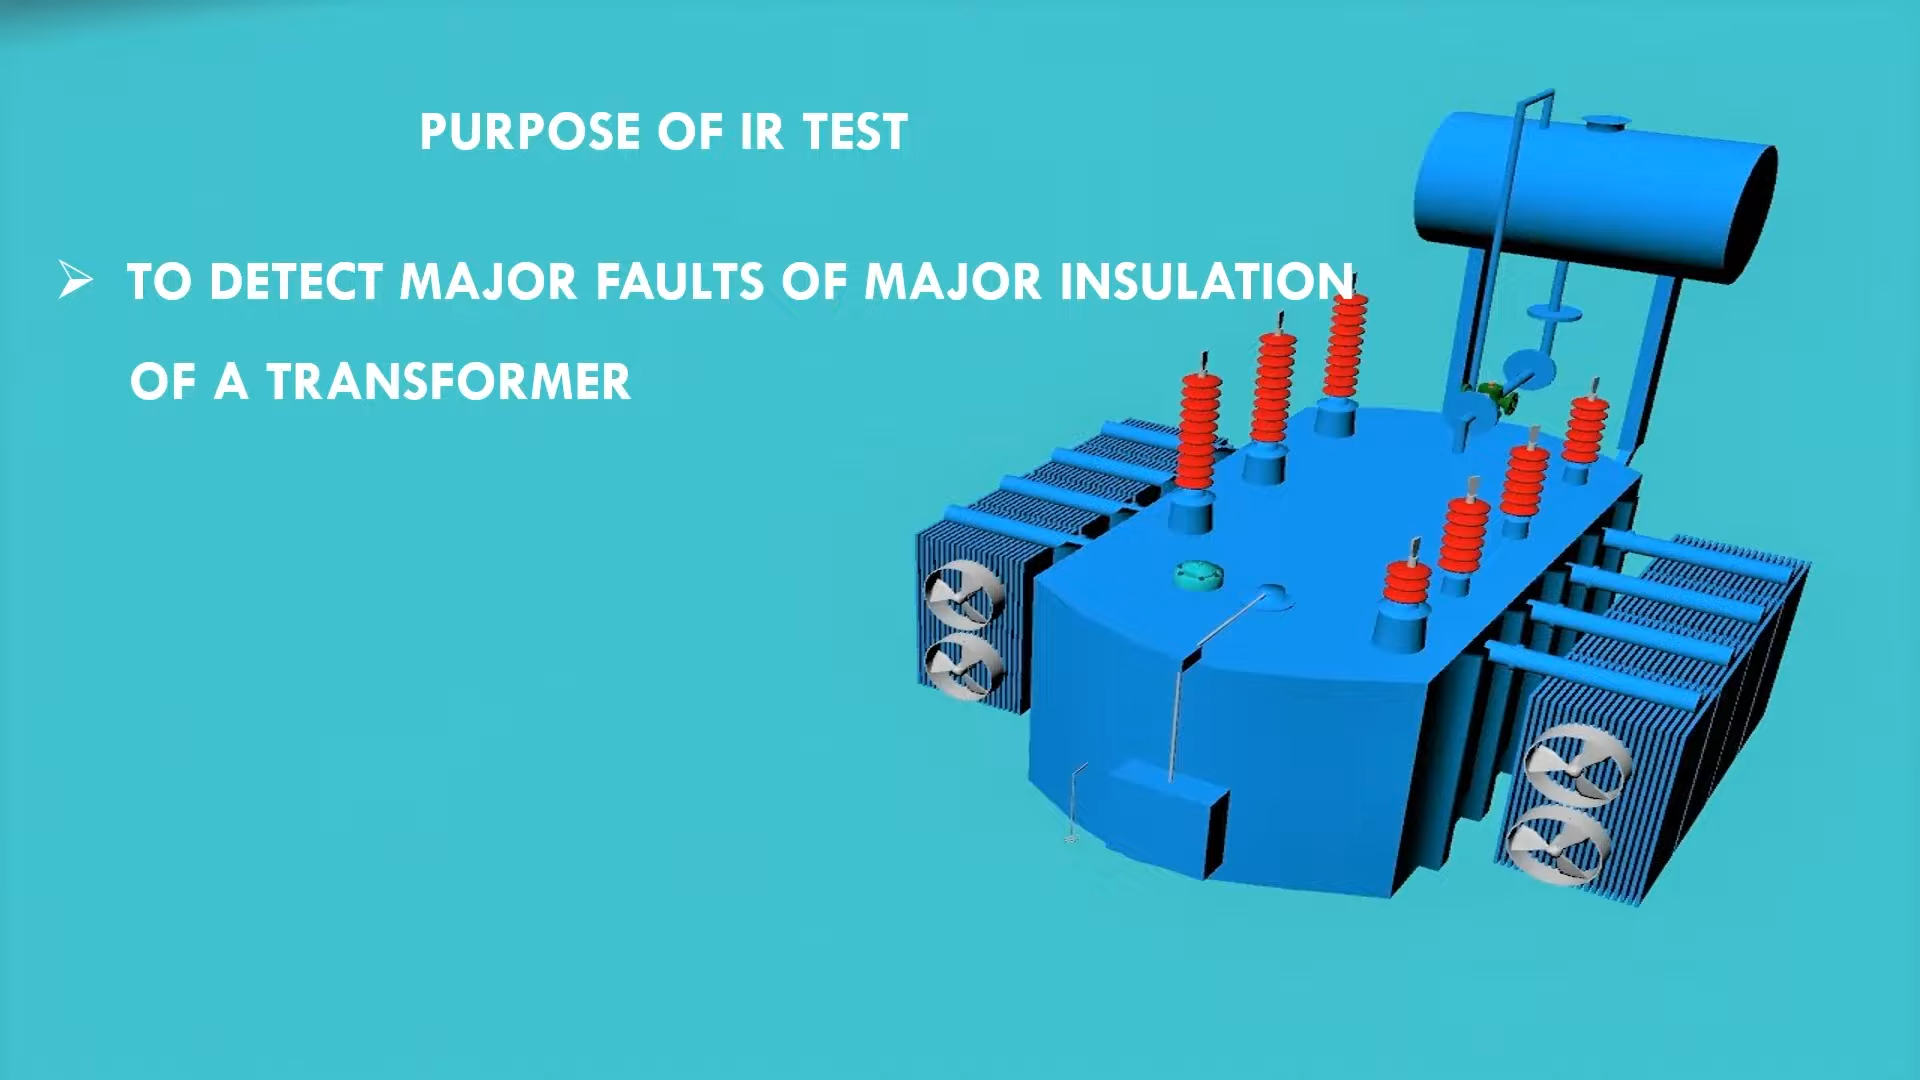 PURPOSE OF IR TEST
➢ TO DETECT MAJOR FAULTS OF MAJOR INSULATION
OF A TRANSFORMER